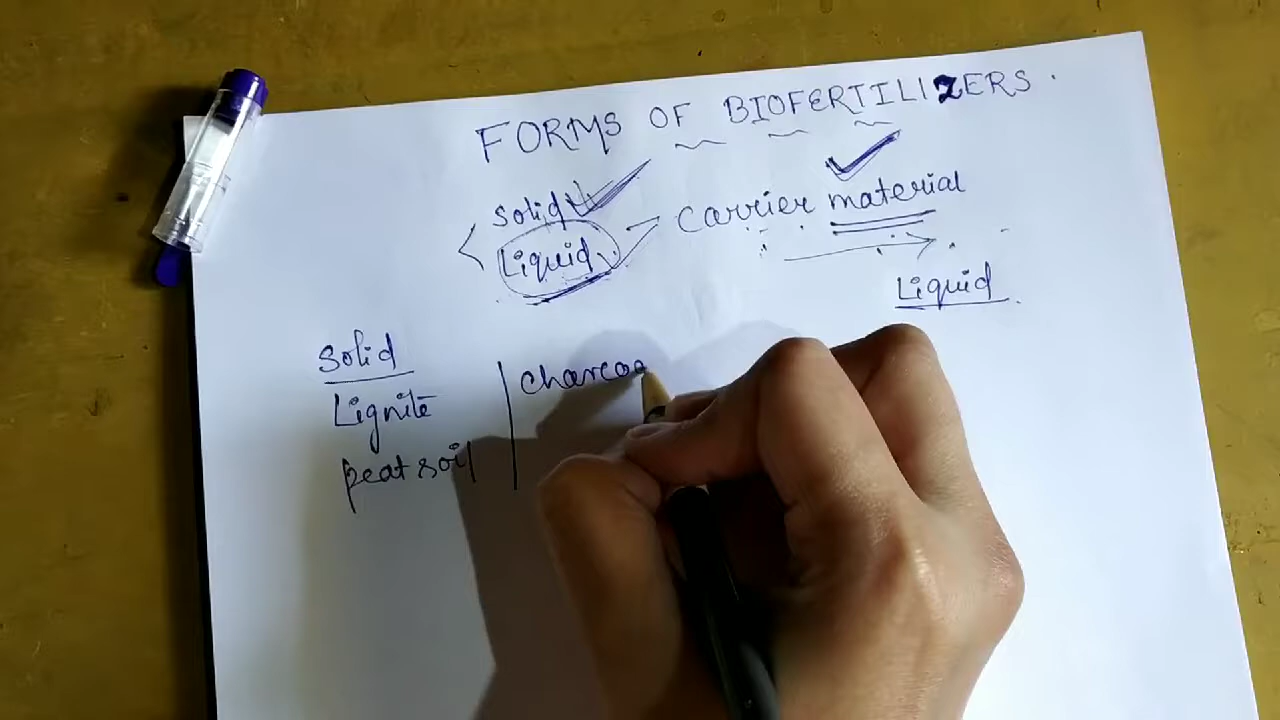 FORMS OF BIOFERTILIZERS.
solid
Liquid
Carrier material
Liquid
Solid
Lignite
peat soil
charcoa